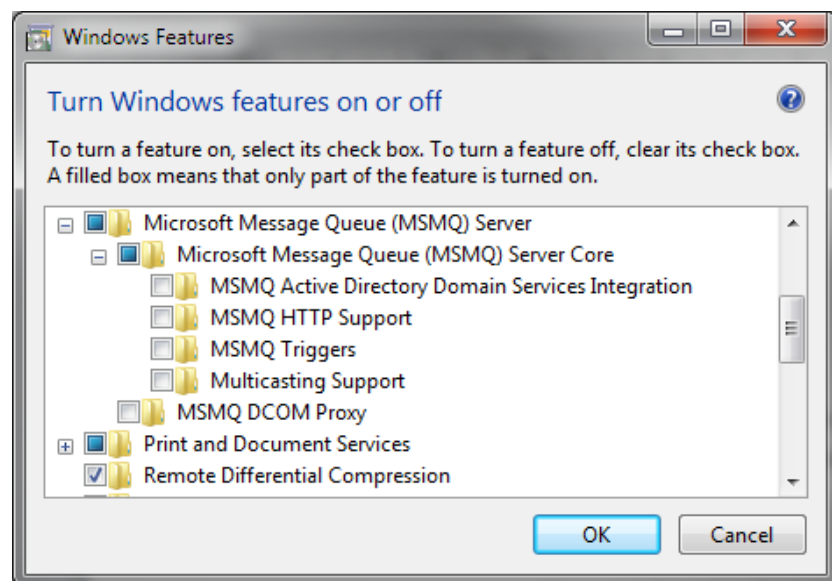 Windows Features
Turn Windows features on or off
To turn a feature on, select its check box. To turn a feature off, clear its check box.
A filled box means that only part of the feature is turned on.
Microsoft Message Queue (MSMQ) Server
Microsoft Message Queue (MSMQ) Server Core
MSMQ Active Directory Domain Services Integration
MSMQ HTTP Support
MSMQ Triggers
Multicasting Support
MSMQ DCOM Proxy
Print and Document Services
Remote Differential Compression
OK Cancel